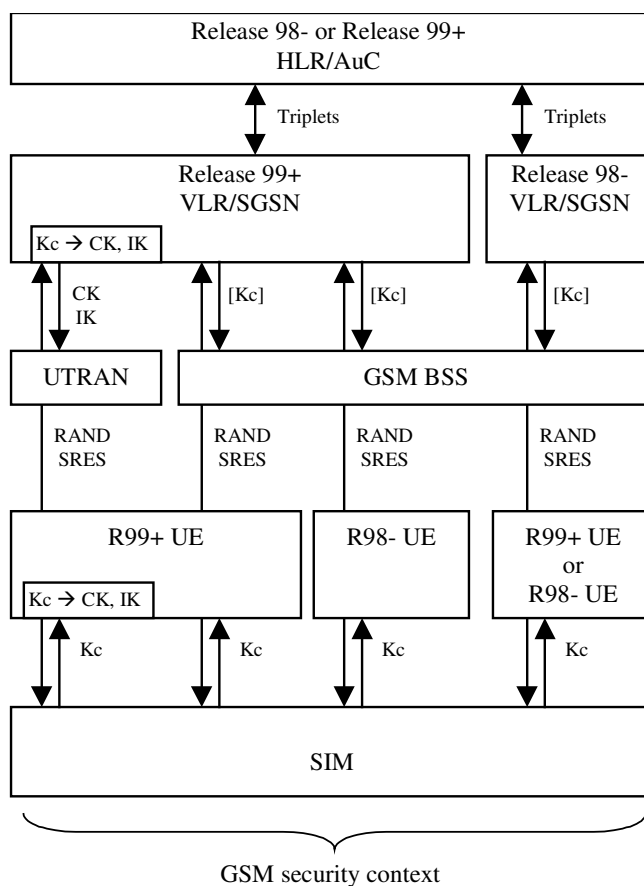 Release 98- or Release 99+
HLR/AuC
Triplets
Triplets
Release 99+
VLR/SGSN
Release 98-
VLR/SGSN
Kc → CK, IK
CK
IK
[Kc]
[Kc]
[Kc]
UTRAN
GSM BSS
RAND
SRES
RAND
SRES
RAND
SRES
RAND
SRES
R99+ UE
R98- UE
R99+ UE
or
R98- UE
Kc → CK, IK
Kc
Kc
Kc
Kc
SIM
GSM security context